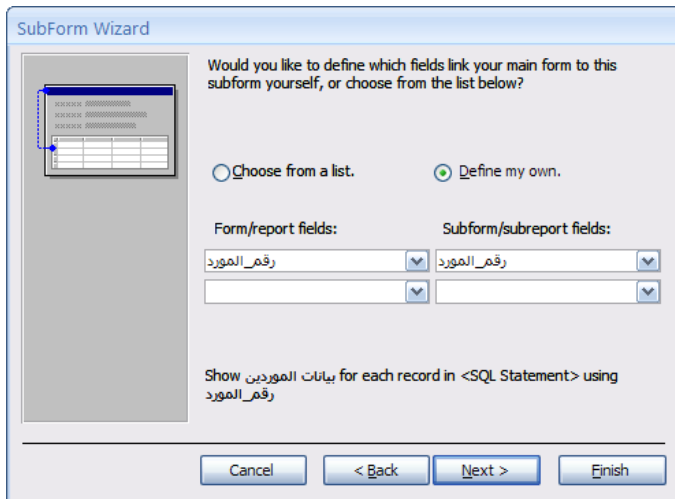 SubForm Wizard
Would you like to define which fields link your main form to this
subform yourself, or choose from the list below?
Choose from a list.
Define my own.
Form/report fields:
Subform/subreport fields:
رقم_المورد
رقم_المورد
Show بيانات الموردين for each record in <SQL Statement> using
رقم_المورد
Cancel
< Back
Next >
Finish